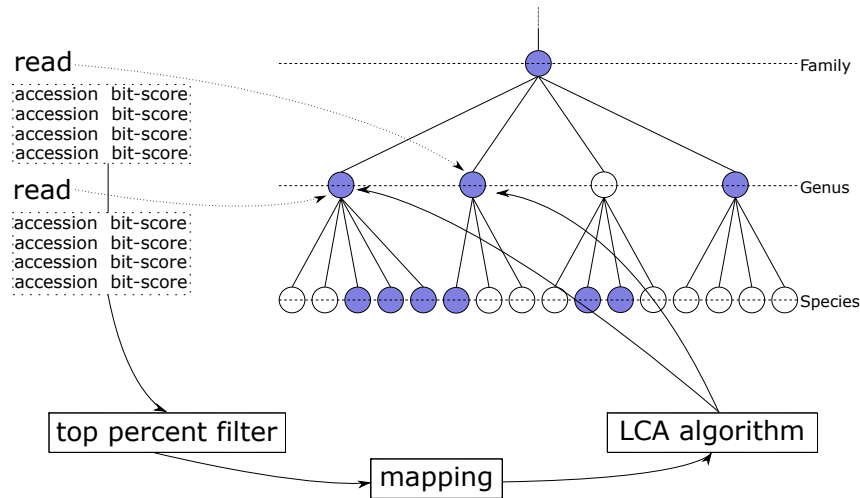 read
accession bit-score
accession bit-score
accession bit-score
accession bit-score
read
accession bit-score
accession bit-score
accession bit-score
accession bit-score
Family
Genus
Species
top percent filter
mapping
LCA algorithm